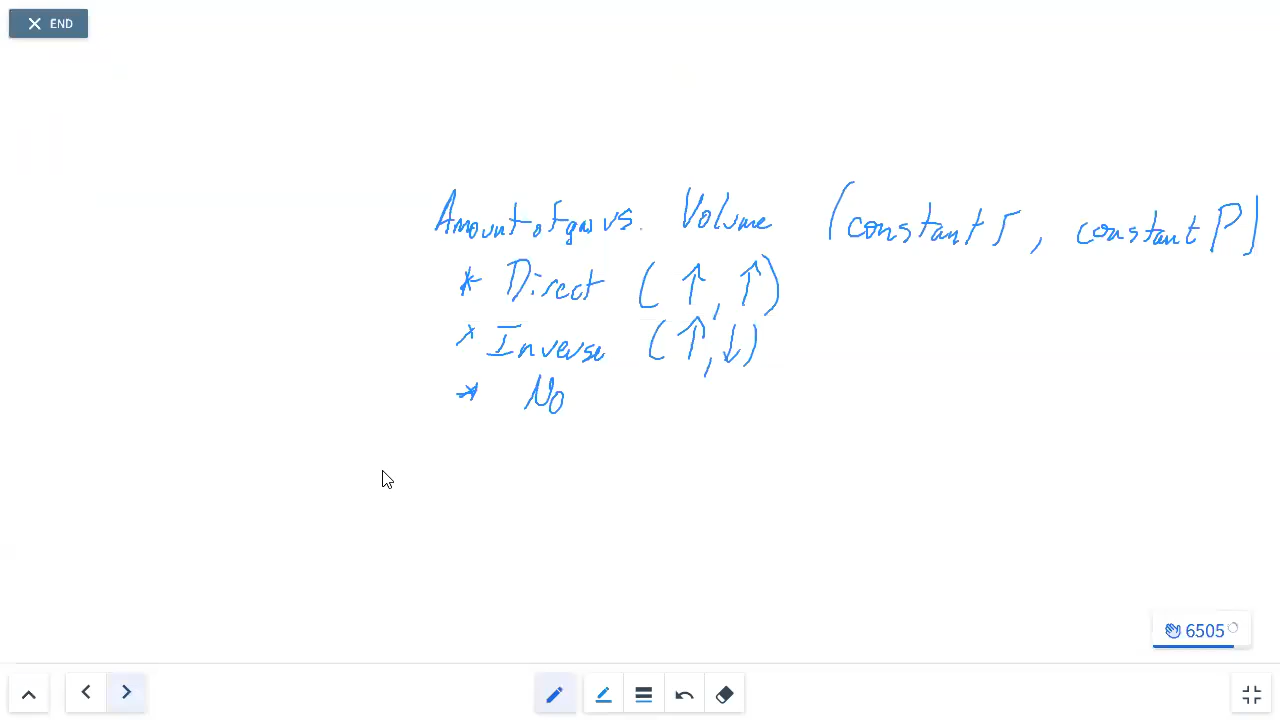 END
Amount of gas vs. Volume (constant T, constant P)
* Direct (↑, ↑)
* Inverse (↑, ↓)
* No
6505